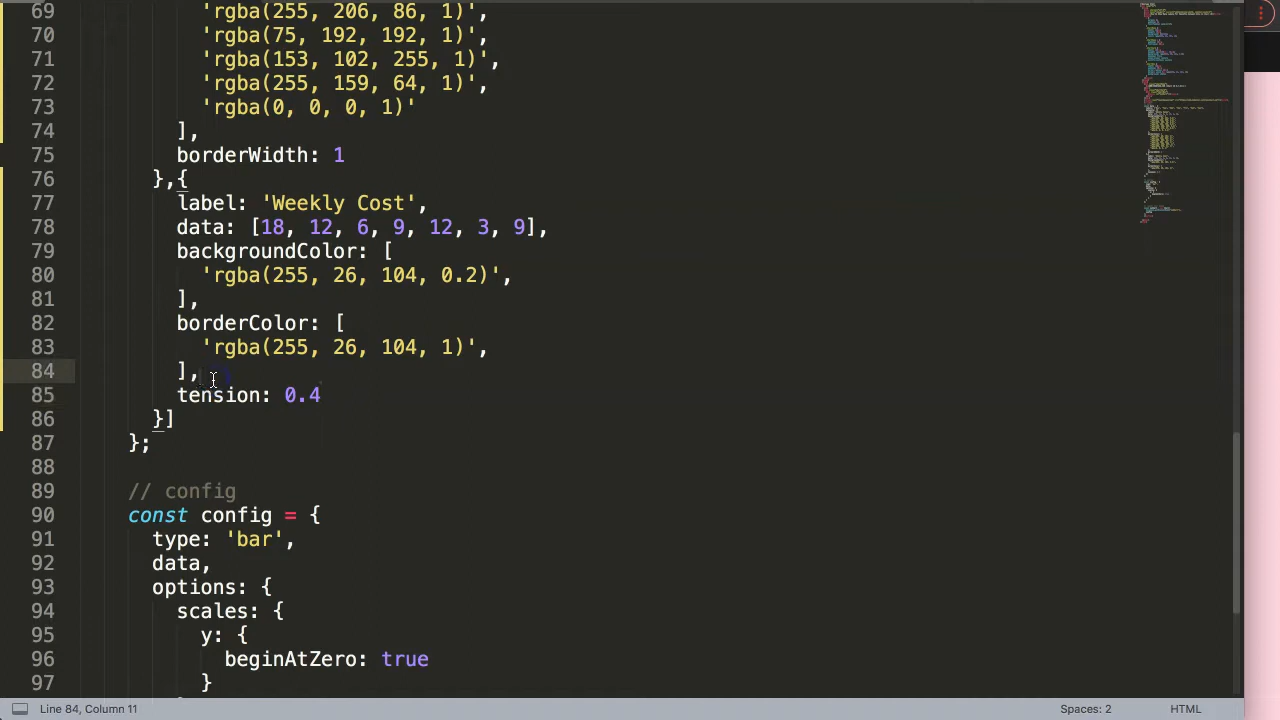 69 'rgba(255, 206, 86, 1)',
70 'rgba(75, 192, 192, 1)',
71 'rgba(153, 102, 255, 1)',
72 'rgba(255, 159, 64, 1)',
73 'rgba(0, 0, 0, 1)'
74 ],
75 borderWidth: 1
76 },{
77 label: 'Weekly Cost',
78 data: [18, 12, 6, 9, 12, 3, 9],
79 backgroundColor: [
80 'rgba(255, 26, 104, 0.2)',
81 ],
82 borderColor: [
83 'rgba(255, 26, 104, 1)',
84 ],
85 tension: 0.4
86 }]
87 };
88
89 // config
90 const config = {
91 type: 'bar',
92 data,
93 options: {
94 scales: {
95 y: {
96 beginAtZero: true
97 }
Line 84, Column 11
Spaces: 2
HTML